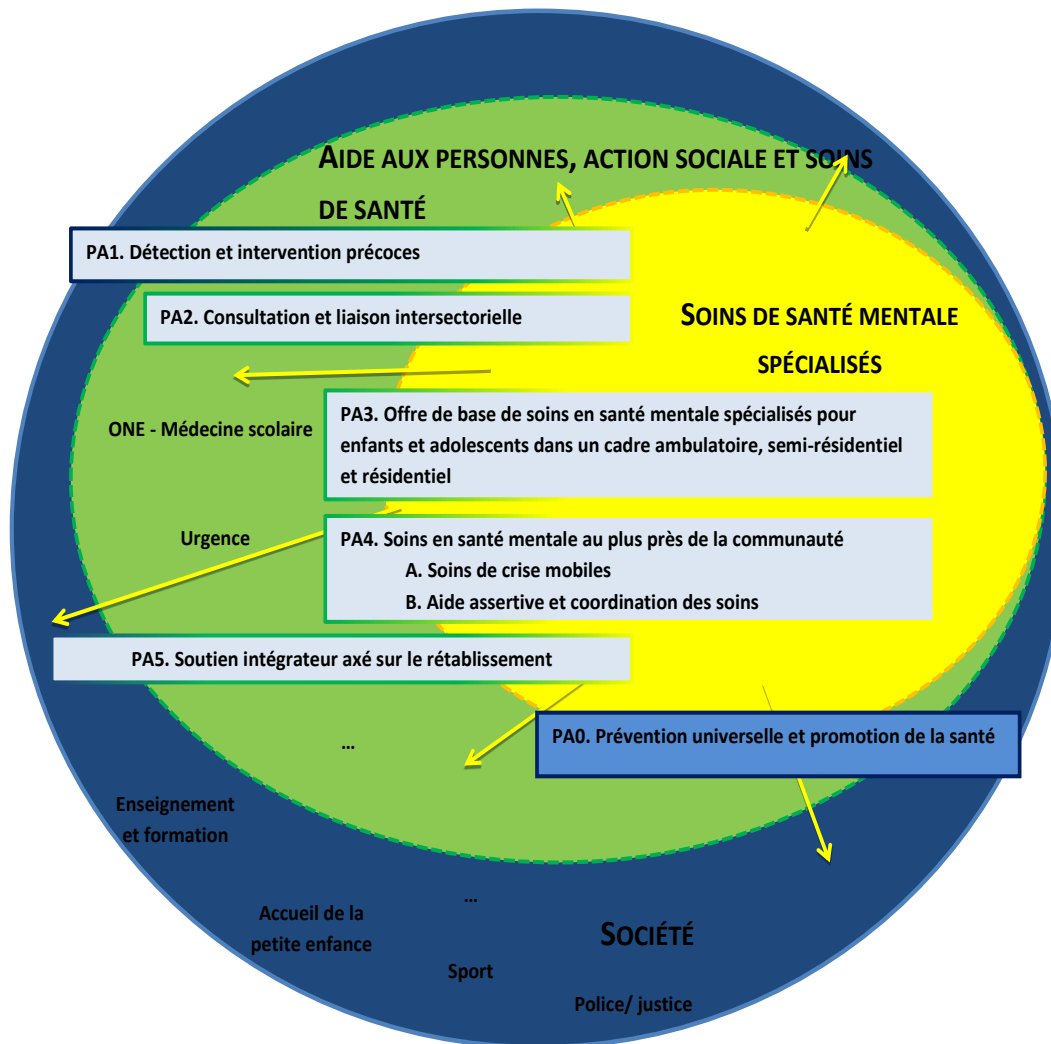 AIDE AUX PERSONNES, ACTION SOCIALE ET SOINS
DE SANTÉ
PA1. Détection et intervention précoces
PA2. Consultation et liaison intersectorielle
SOINS DE SANTÉ MENTALE
SPÉCIALISÉS
PA3. Offre de base de soins en santé mentale spécialisés pour
enfants et adolescents dans un cadre ambulatoire, semi-résidentiel
et résidentiel
ONE - Médecine scolaire
Urgence
PA4. Soins en santé mentale au plus près de la communauté
A. Soins de crise mobiles
B. Aide assertive et coordination des soins
PA5. Soutien intégrateur axé sur le rétablissement
PA0. Prévention universelle et promotion de la santé
...
Enseignement
et formation
...
Accueil de la
petite enfance
SOCIÉTÉ
Sport
Police/ justice